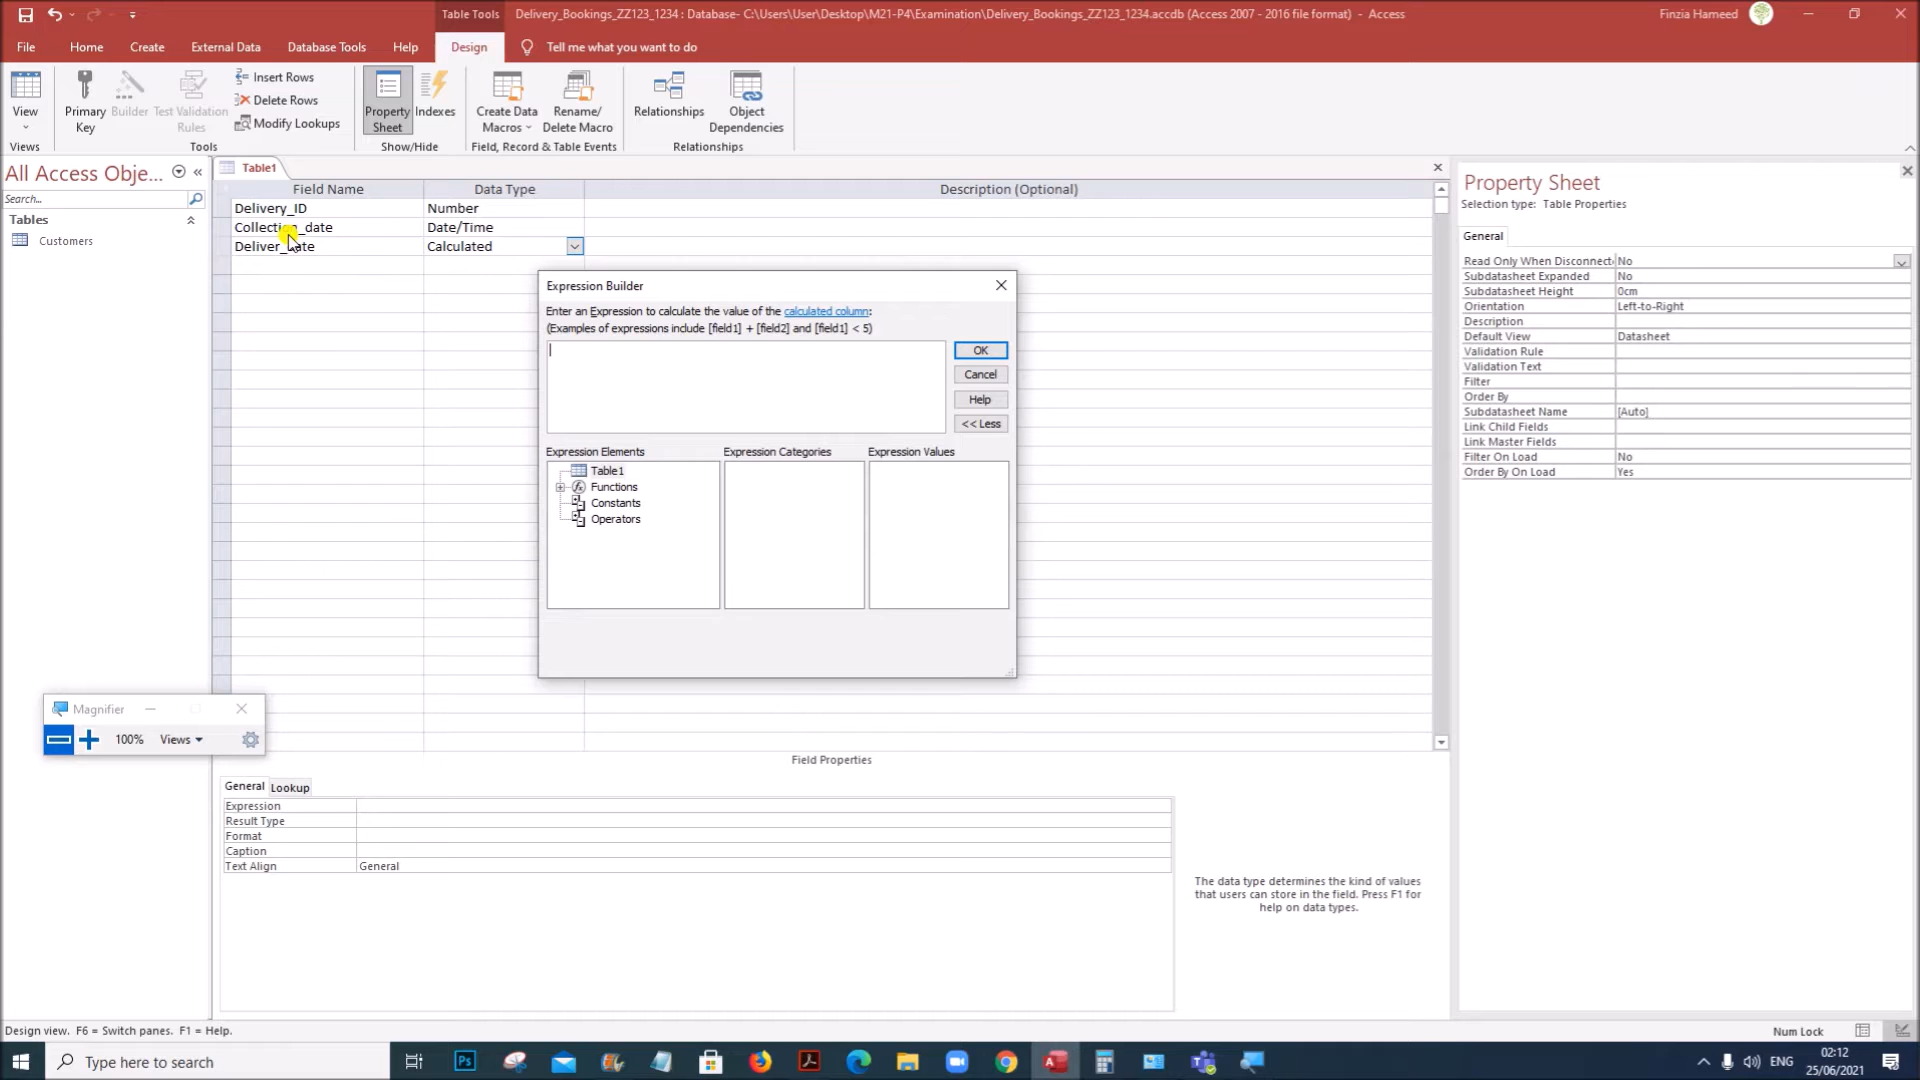 Table Tools
Delivery_Bookings_ZZ123_1234 : Database- C:\Users\User\Desktop\M21-P4\Examination\Delivery_Bookings_ZZ123_1234.accdb (Access 2007 - 2016 file format) - Access
Finzia Hameed
File Home Create External Data Database Tools Help Design Tell me what you want to do
View
Primary Key
Builder
Test Validation Rules
Insert Rows
Delete Rows
Modify Lookups
Property Sheet
Indexes
Create Data Macros
Rename/ Delete Macro
Relationships
Object Dependencies
Views
Tools
Show/Hide
Field, Record & Table Events
Relationships
All Access Obje...
Search...
Tables
Customers
Table1
Field Name Data Type Description (Optional)
Delivery_ID Number
Collection_date Date/Time
Deliver_date Calculated
Expression Builder
Enter an Expression to calculate the value of the calculated column:
(Examples of expressions include [field1] + [field2] and [field1] < 5)
OK
Cancel
Help
<< Less
Expression Elements Expression Categories Expression Values
Table1
Functions
Constants
Operators
Magnifier
100% Views
Field Properties
General Lookup
Expression
Result Type
Format
Caption
Text Align General
The data type determines the kind of values
that users can store in the field. Press F1 for
help on data types.
Property Sheet
Selection type: Table Properties
General
Read Only When Disconnect No
Subdatasheet Expanded No
Subdatasheet Height 0cm
Orientation Left-to-Right
Description
Default View Datasheet
Validation Rule
Validation Text
Filter
Order By
Subdatasheet Name [Auto]
Link Child Fields
Link Master Fields
Filter On Load No
Order By On Load Yes
Design view. F6 = Switch panes. F1 = Help.
Num Lock
Type here to search
Ps
ENG
02:12
25/06/2021